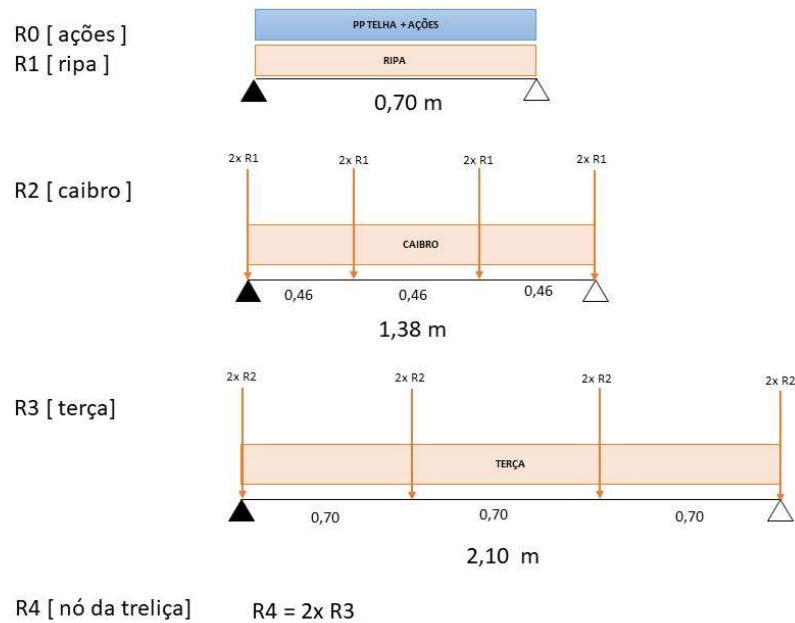 R0 [ ações ]
PP TELHA + AÇÕES
R1 [ ripa ]
RIPA
0,70 m
2x R1 2x R1 2x R1 2x R1
R2 [ caibro ]
CAIBRO
0,46 0,46 0,46
1,38 m
2x R2 2x R2 2x R2 2x R2
R3 [ terça]
TERÇA
0,70 0,70 0,70
2,10 m
R4 [ nó da treliça] R4 = 2x R3